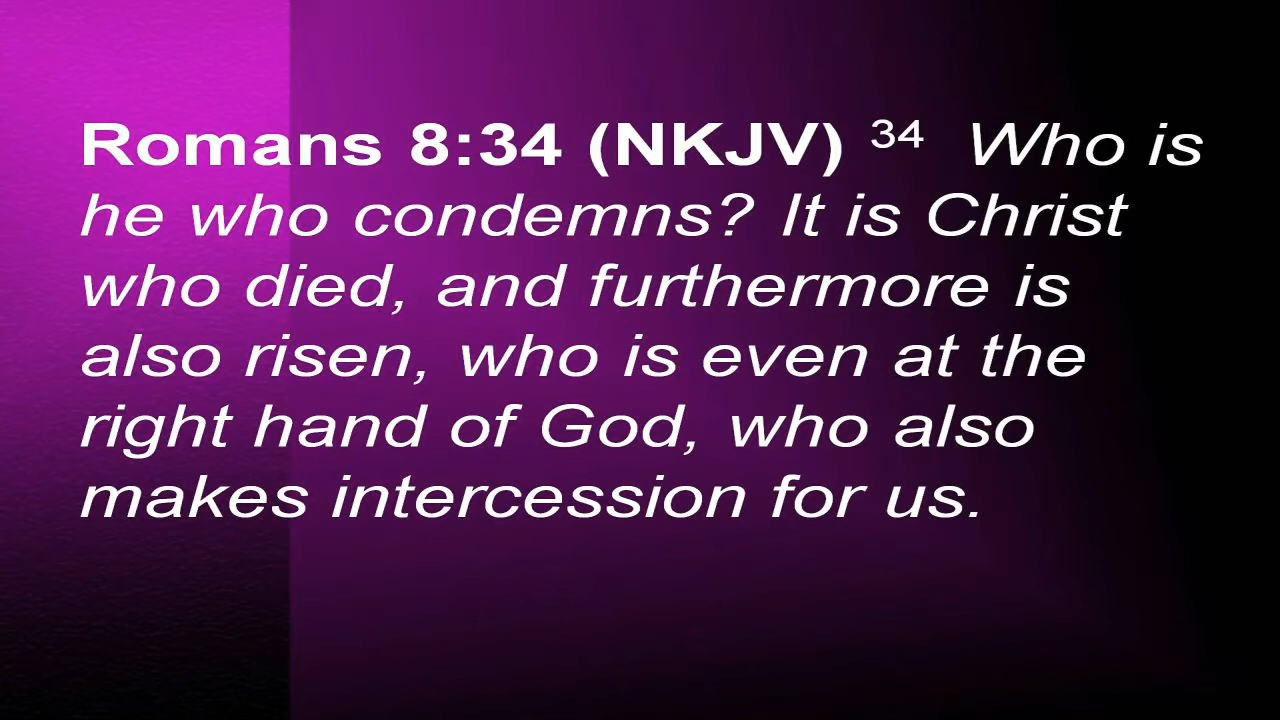 Romans 8:34 (NKJV) 34 Who is
he who condemns? It is Christ
who died, and furthermore is
also risen, who is even at the
right hand of God, who also
makes intercession for us.